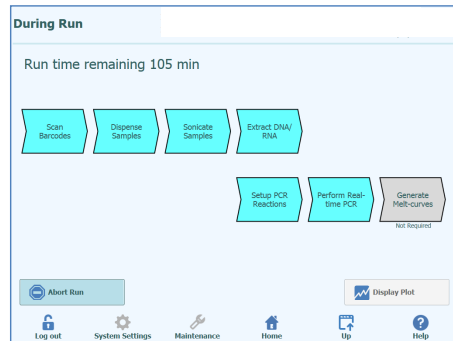 During Run
Run time remaining 105 min
Scan
Barcodes
Dispense
Samples
Sonicate
Samples
Extract DNA/
RNA
Setup PCR
Reactions
Perform Real-
time PCR
Generate
Melt-curves
Not Required
Abort Run
Display Plot
Log out
System Settings
Maintenance
Home
Up
Help